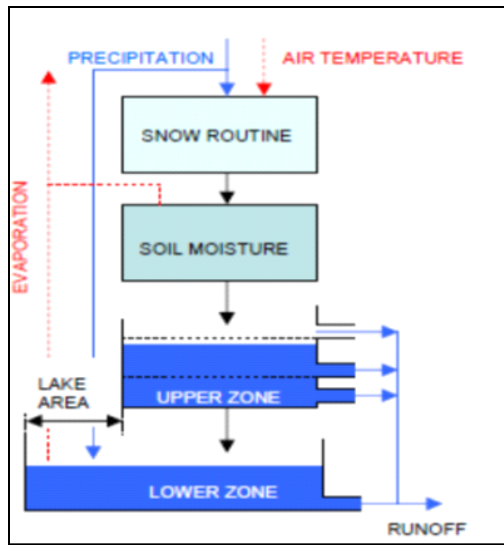 PRECIPITATION
AIR TEMPERATURE
SNOW ROUTINE
SOIL MOISTURE
EVAPORATION
LAKE
AREA
UPPER ZONE
LOWER ZONE
RUNOFF